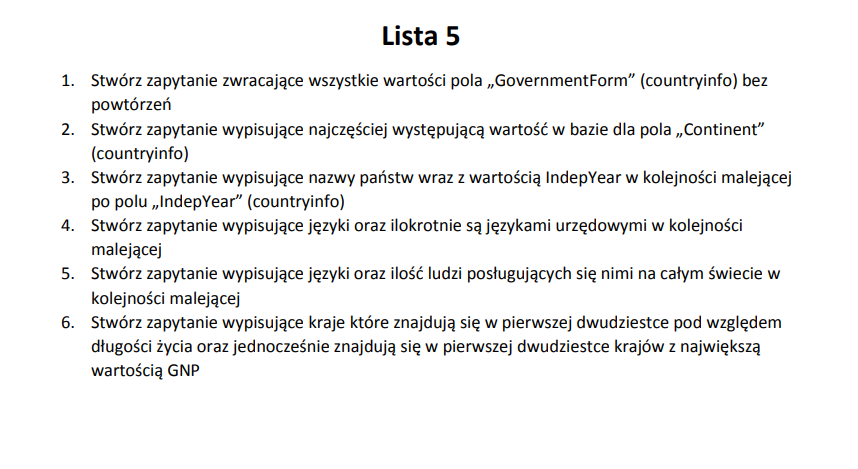 Lista 5
1. Stwórz zapytanie zwracające wszystkie wartości pola „GovernmentForm” (countryinfo) bez
powtórzeń
2. Stwórz zapytanie wypisujące najczęściej występującą wartość w bazie dla pola „Continent”
(countryinfo)
3. Stwórz zapytanie wypisujące nazwy państw wraz z wartością IndepYear w kolejności malejącej
po polu „IndepYear” (countryinfo)
4. Stwórz zapytanie wypisujące języki oraz ilokrotnie są językami urzędowymi w kolejności
malejącej
5. Stwórz zapytanie wypisujące języki oraz ilość ludzi posługujących się nimi na całym świecie w
kolejności malejącej
6. Stwórz zapytanie wypisujące kraje które znajdują się w pierwszej dwudziestce pod względem
długości życia oraz jednocześnie znajdują się w pierwszej dwudziestce krajów z największą
wartością GNP